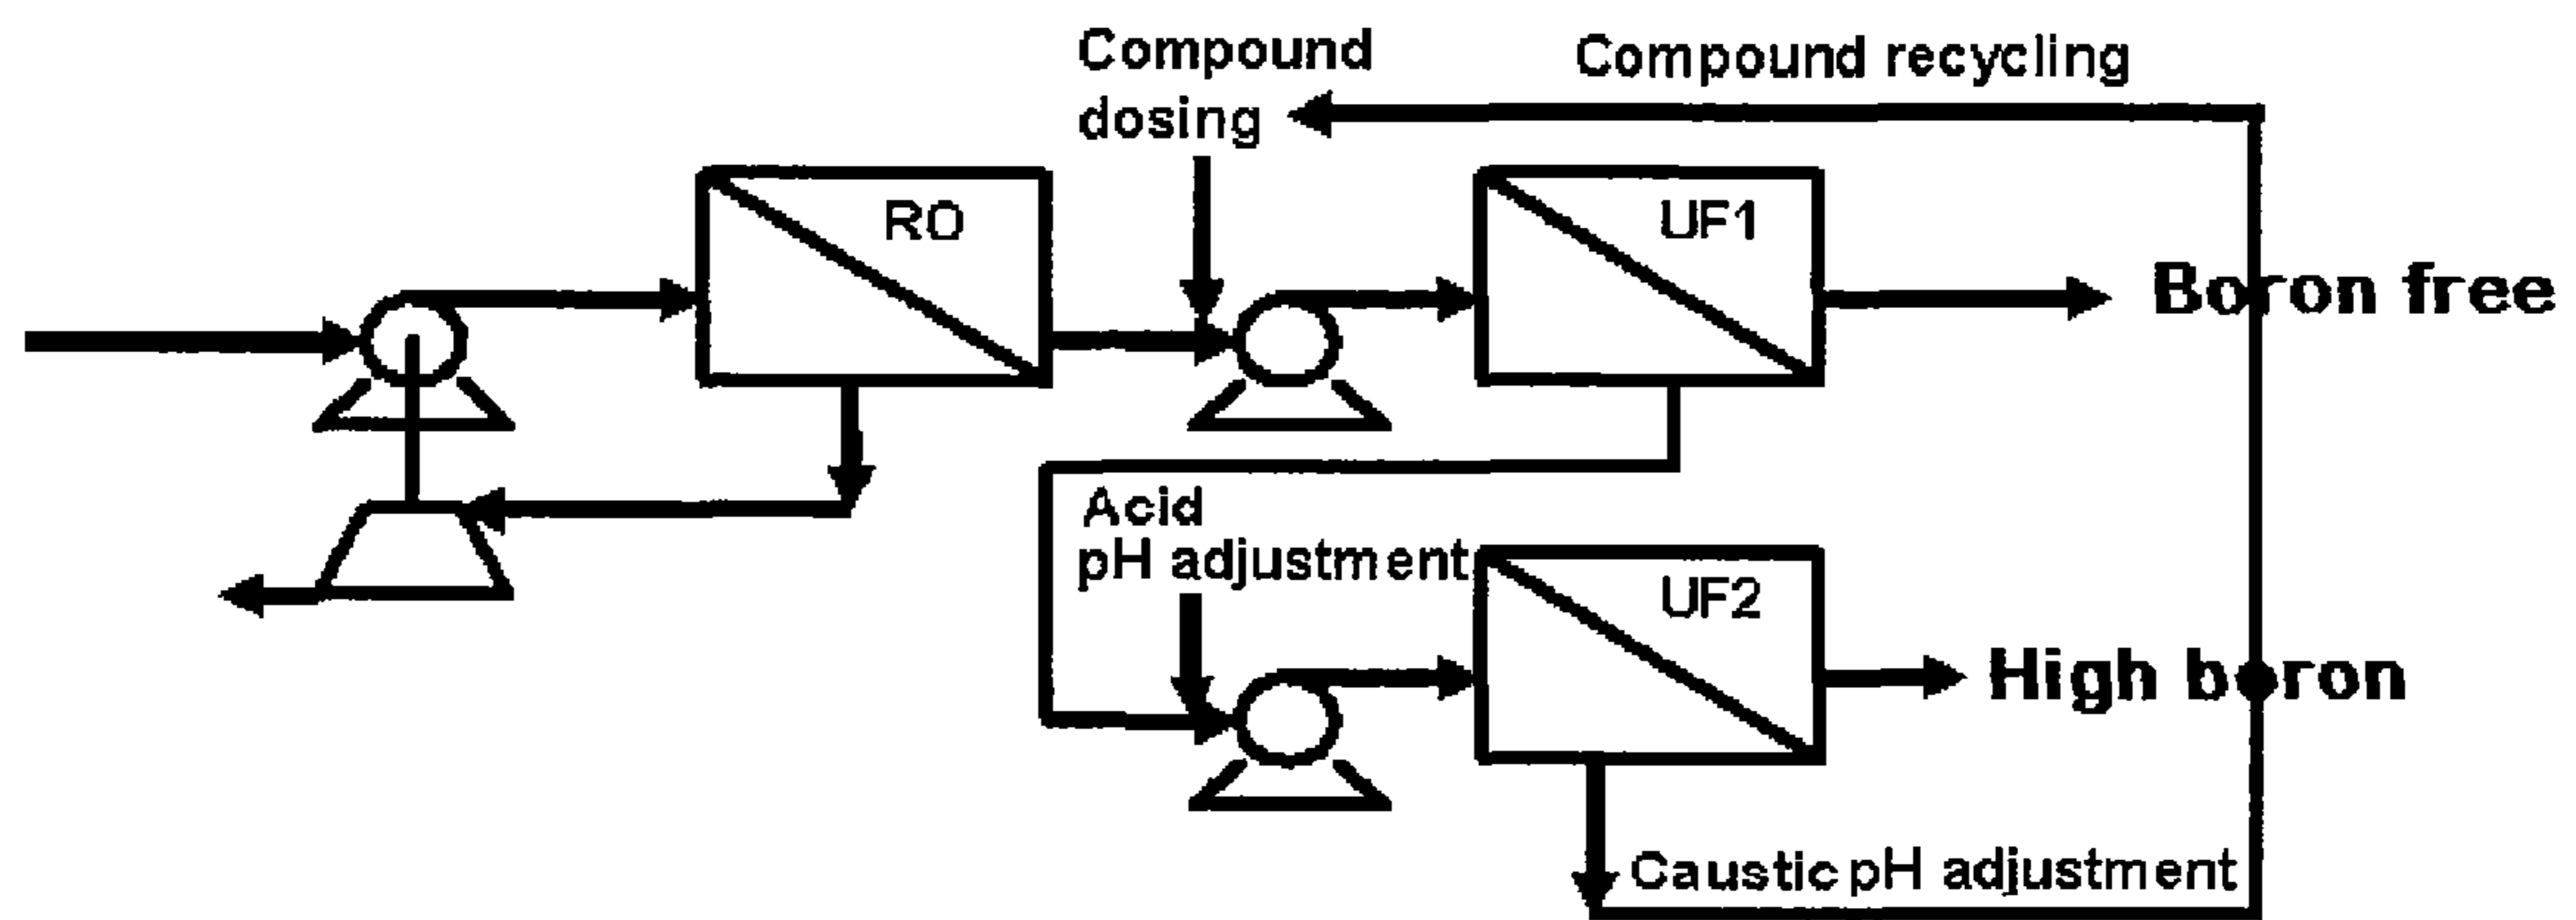 Compound
dosing
Compound recycling
RO
UF1
Boron free
Acid
pH adjustment
UF2
High boron
Caustic pH adjustment